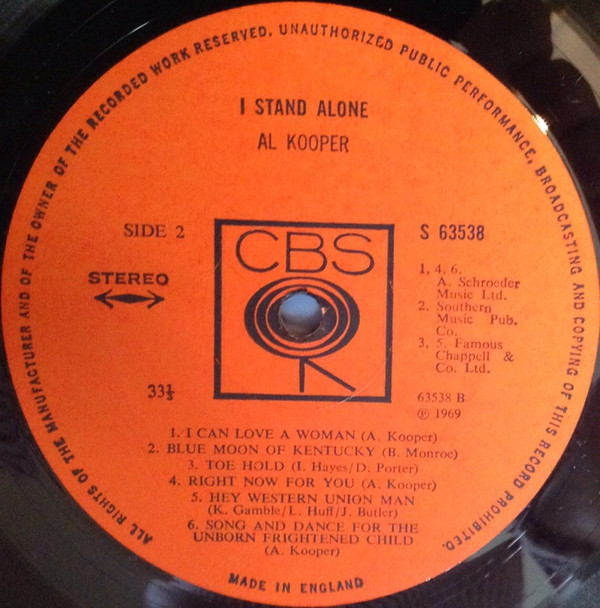 ALL RIGHTS OF THE MANUFACTURER AND OF THE OWNER OF THE RECORDED WORK RESERVED. UNAUTHORIZED PUBLIC PERFORMANCE, BROADCASTING AND COPYING OF THIS RECORD PROHIBITED.
I STAND ALONE
AL KOOPER
SIDE 2
STEREO
33⅓
CBS
S 63538
1, 4, 6.
A. Schroeder
Music Ltd.
2. Southern
Music Pub.
Co.
3, 5. Famous
Chappell &
Co. Ltd.
63538 B
℗ 1969
1. I CAN LOVE A WOMAN (A. Kooper)
2. BLUE MOON OF KENTUCKY (B. Monroe)
3. TOE HOLD (I. Hayes/D. Porter)
4. RIGHT NOW FOR YOU (A. Kooper)
5. HEY WESTERN UNION MAN
(K. Gamble/L. Huff/J. Butler)
6. SONG AND DANCE FOR THE
UNBORN FRIGHTENED CHILD
(A. Kooper)
MADE IN ENGLAND